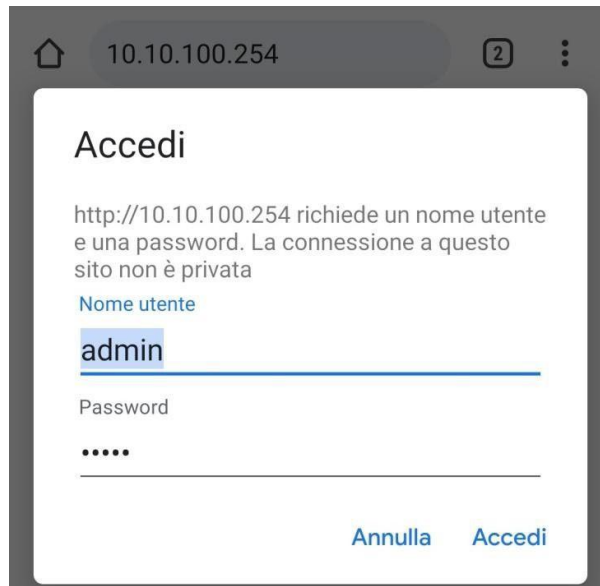 10.10.100.254
2
Accedi
http://10.10.100.254 richiede un nome utente
e una password. La connessione a questo
sito non è privata
Nome utente
admin
Password
•••••
Annulla
Accedi